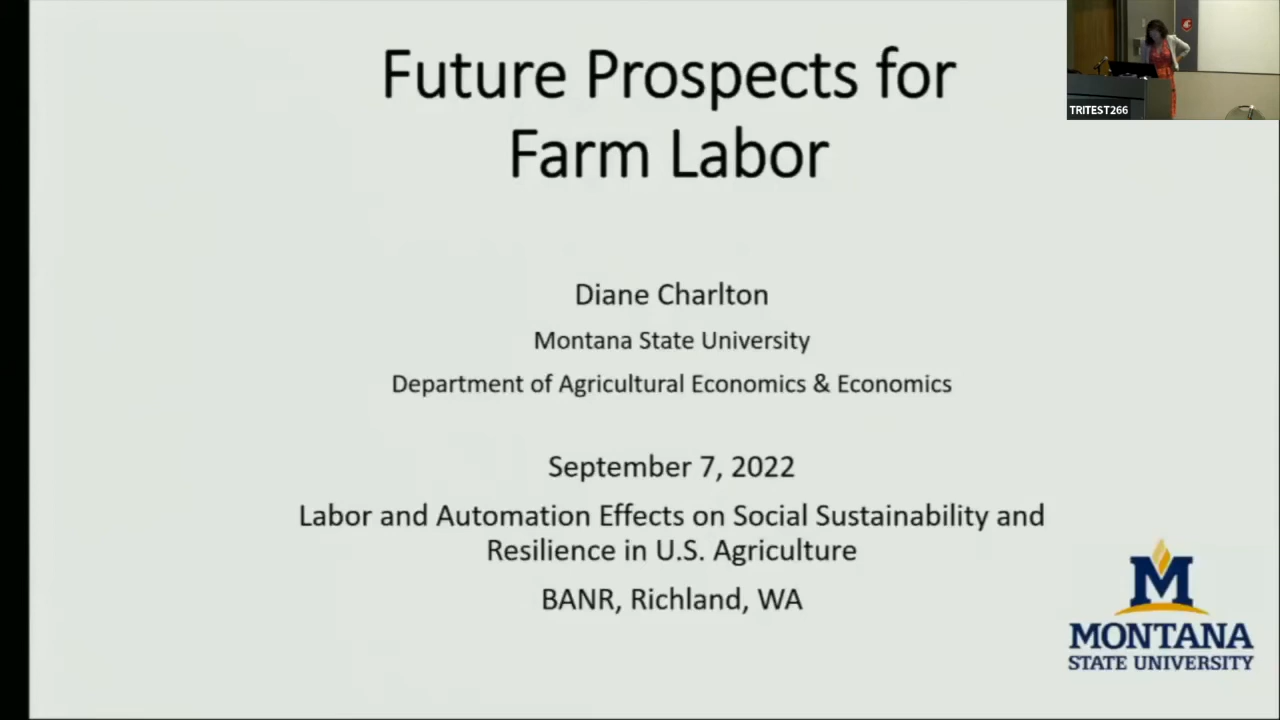 Future Prospects for
Farm Labor
TRITEST266
Diane Charlton
Montana State University
Department of Agricultural Economics & Economics
September 7, 2022
Labor and Automation Effects on Social Sustainability and
Resilience in U.S. Agriculture
BANR, Richland, WA
M
MONTANA
STATE UNIVERSITY